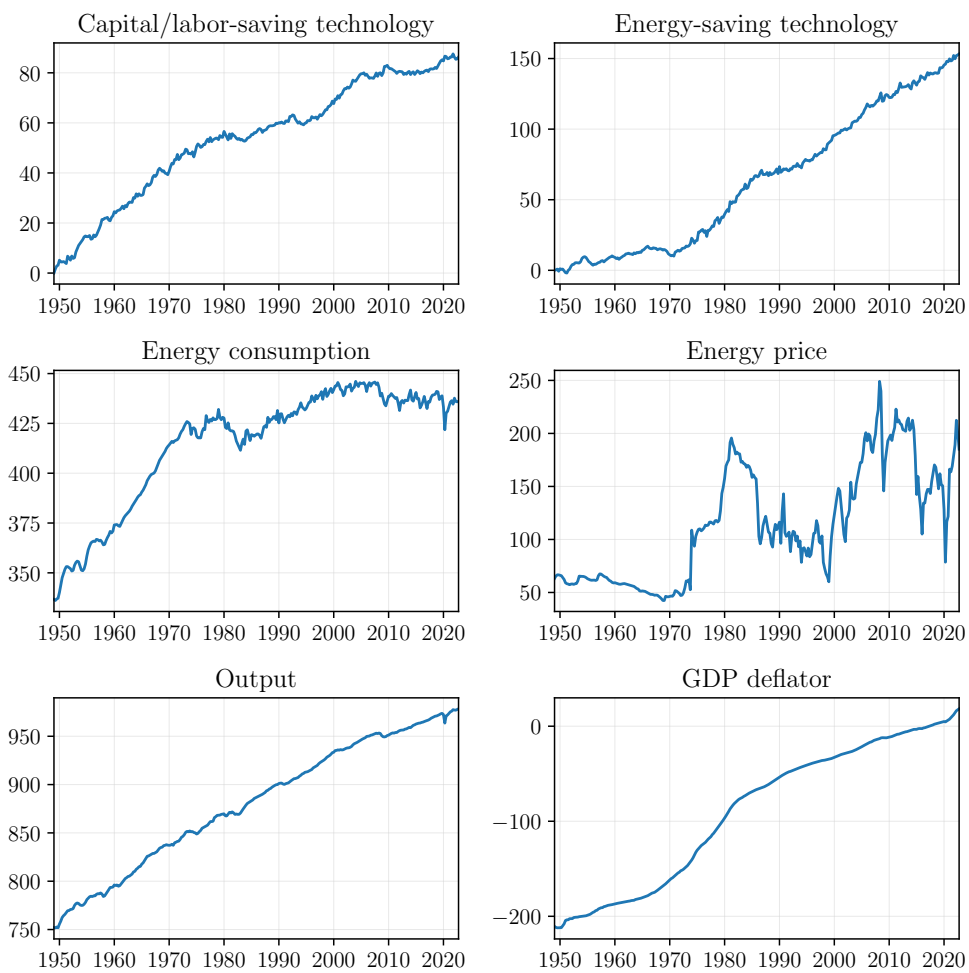 Capital/labor-saving technology
80
60
40
20
0
1950 1960 1970 1980 1990 2000 2010 2020
Energy-saving technology
150
100
50
0
1950 1960 1970 1980 1990 2000 2010 2020
Energy consumption
450
425
400
375
350
1950 1960 1970 1980 1990 2000 2010 2020
Energy price
250
200
150
100
50
1950 1960 1970 1980 1990 2000 2010 2020
Output
950
900
850
800
750
1950 1960 1970 1980 1990 2000 2010 2020
GDP deflator
0
−100
−200
1950 1960 1970 1980 1990 2000 2010 2020